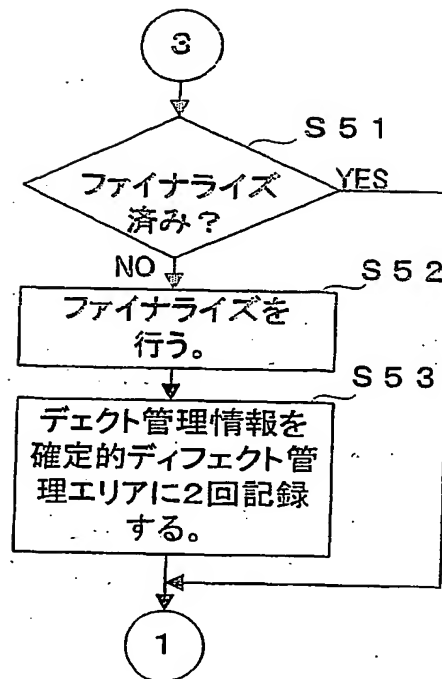 3
S51
ファイナライズ
済み?
YES
NO
S52
ファイナライズを
行う。
S53
デェクト管理情報を
確定的ディフェクト管
理エリアに2回記録
する。
1